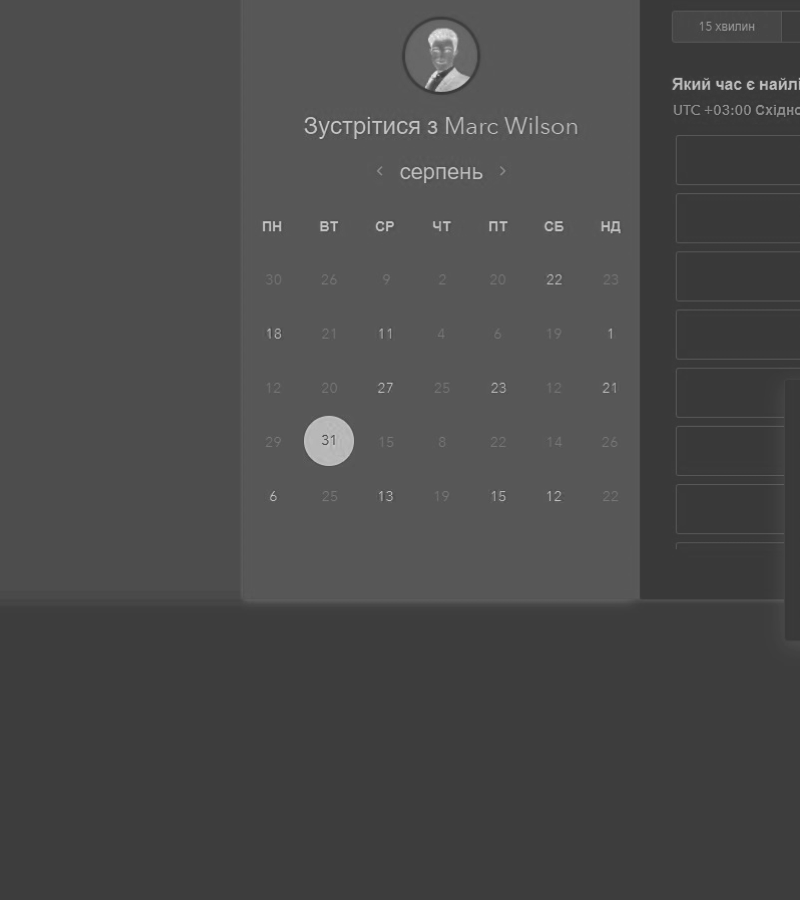 15 хвилин
Який час є найлі
UTC +03:00 Східно
Зустрітися з Marc Wilson
серпень
ПН ВТ СР ЧТ ПТ СБ НД
30 26 9 2 20 22 23
18 21 11 4 6 19 1
12 20 27 25 23 12 21
29 31 15 8 22 14 26
6 25 13 19 15 12 22